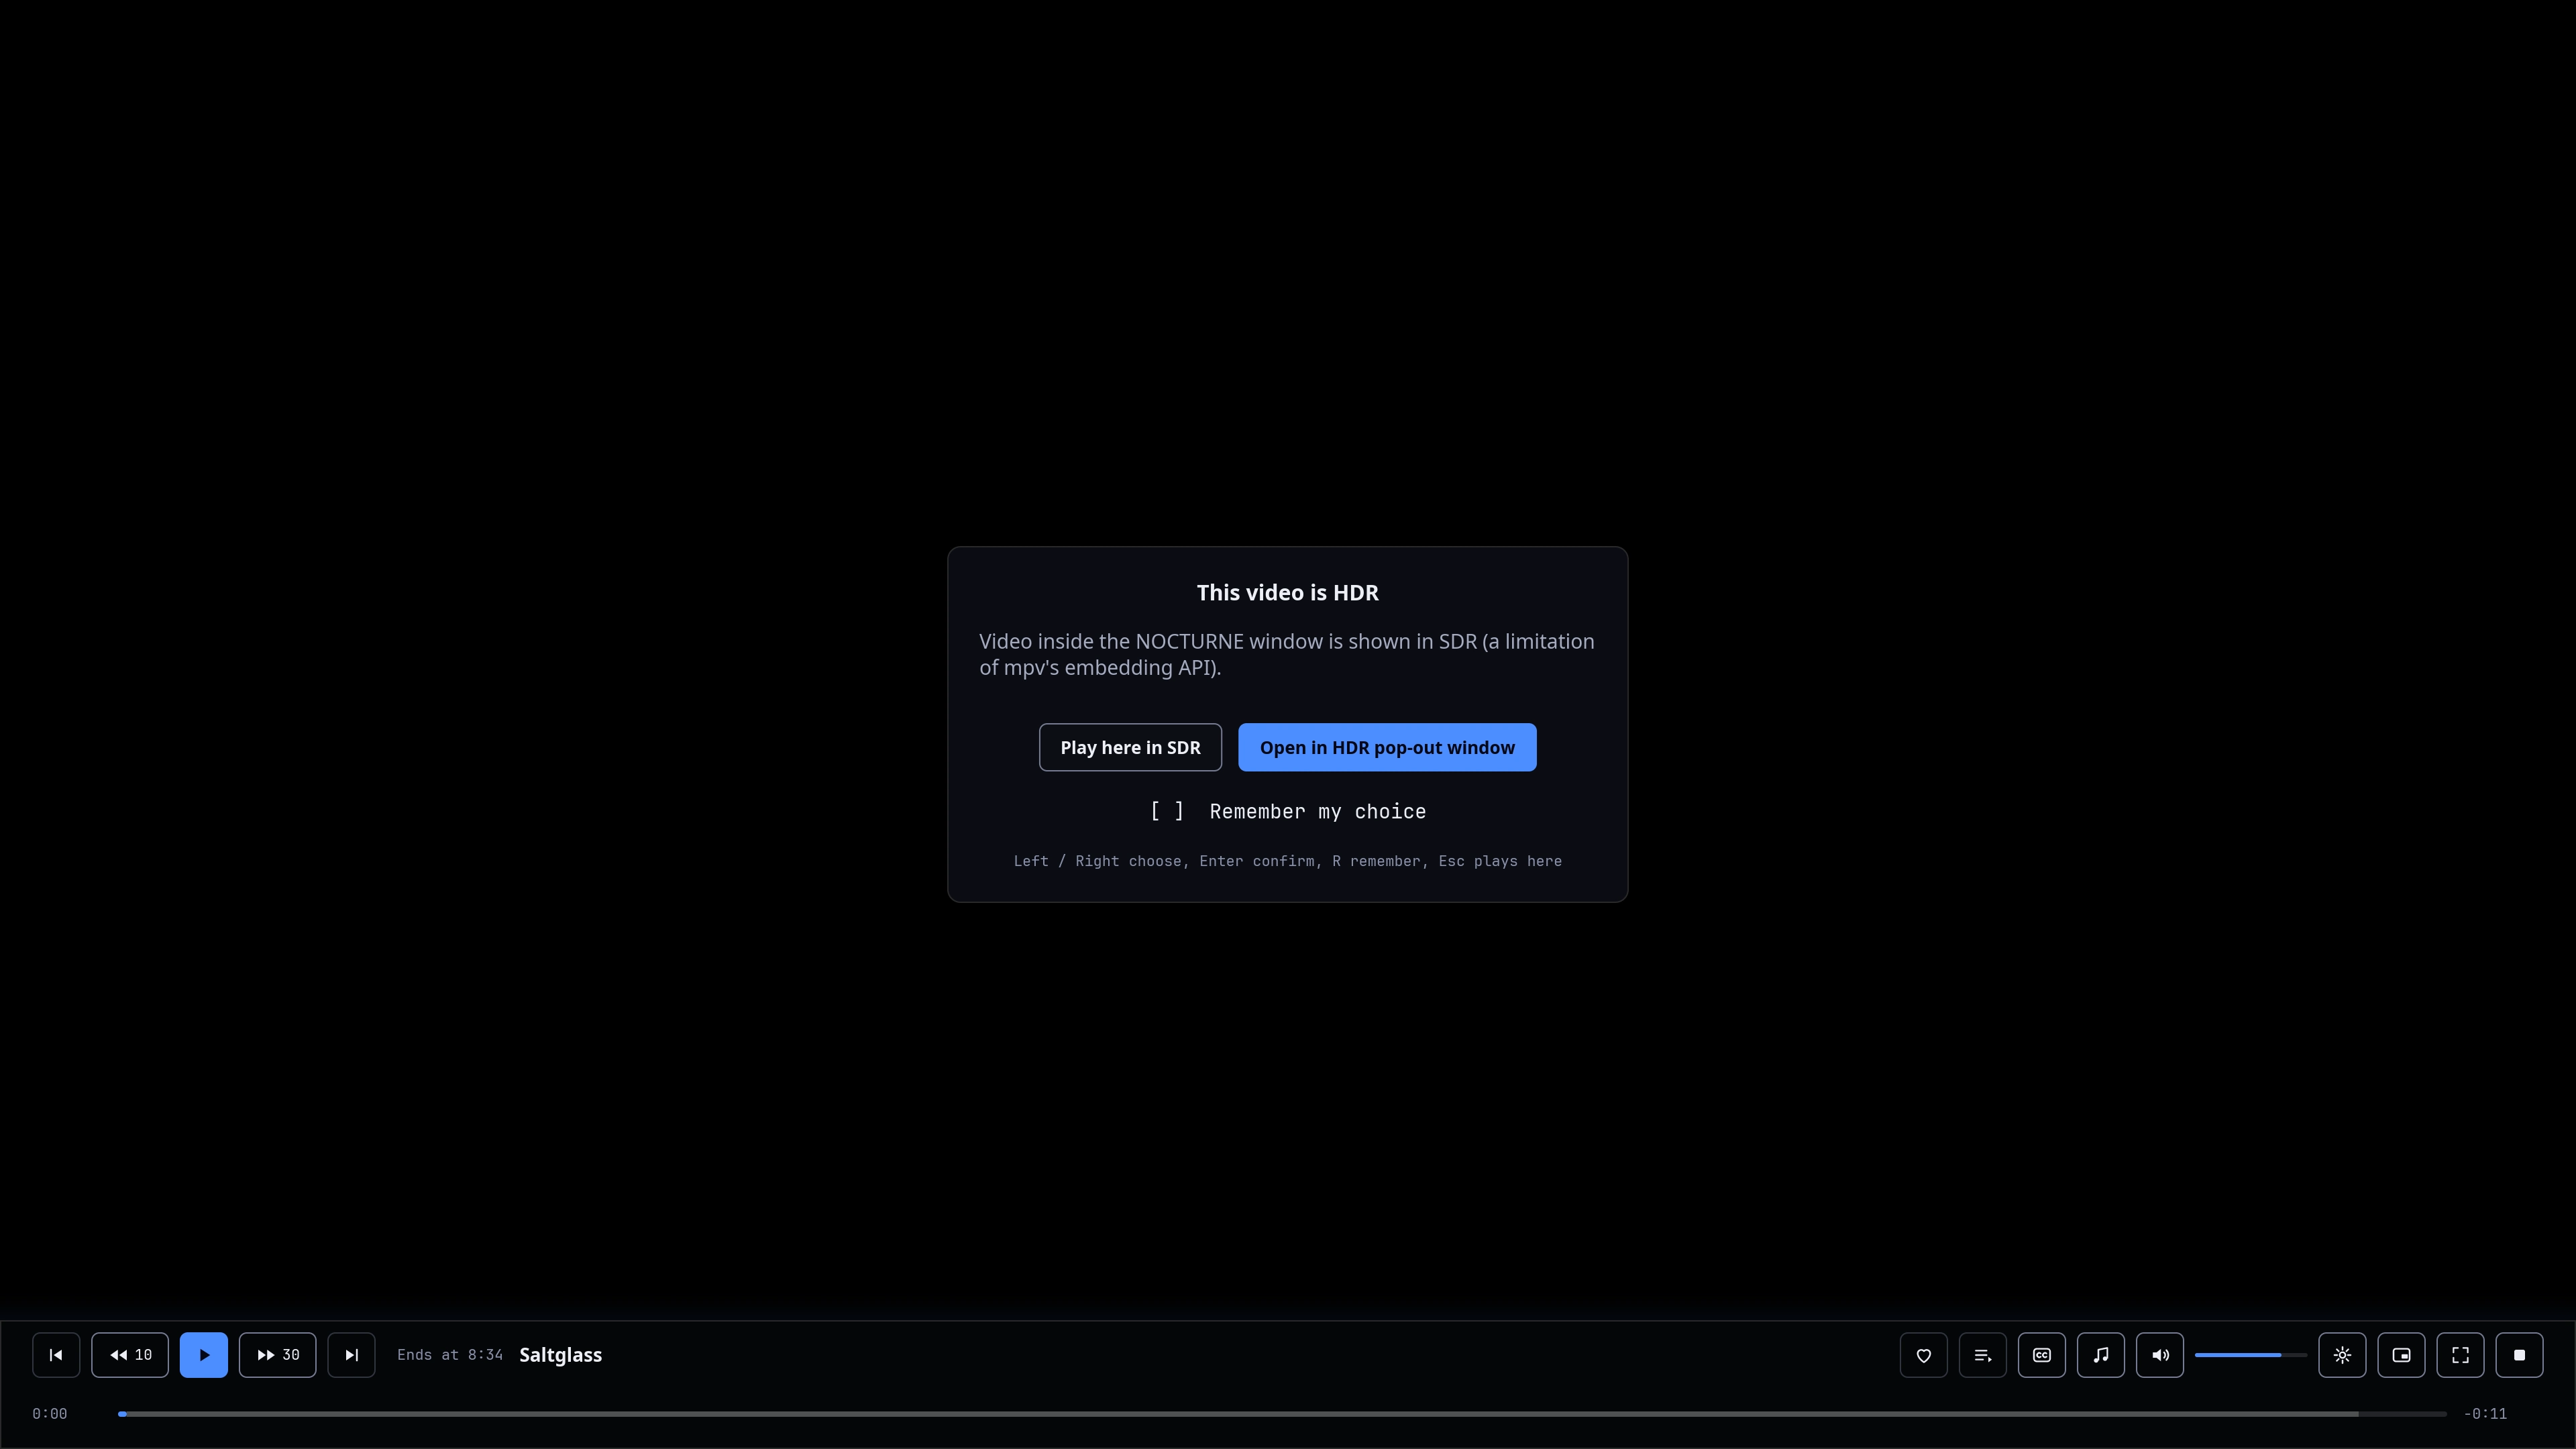 This video is HDR
Video inside the NOCTURNE window is shown in SDR (a limitation
of mpv's embedding API).
Play here in SDR
Open in HDR pop-out window
[ ] Remember my choice
Left / Right choose, Enter confirm, R remember, Esc plays here
10
30
Ends at 8:34
Saltglass
CC
0:00
-0:11